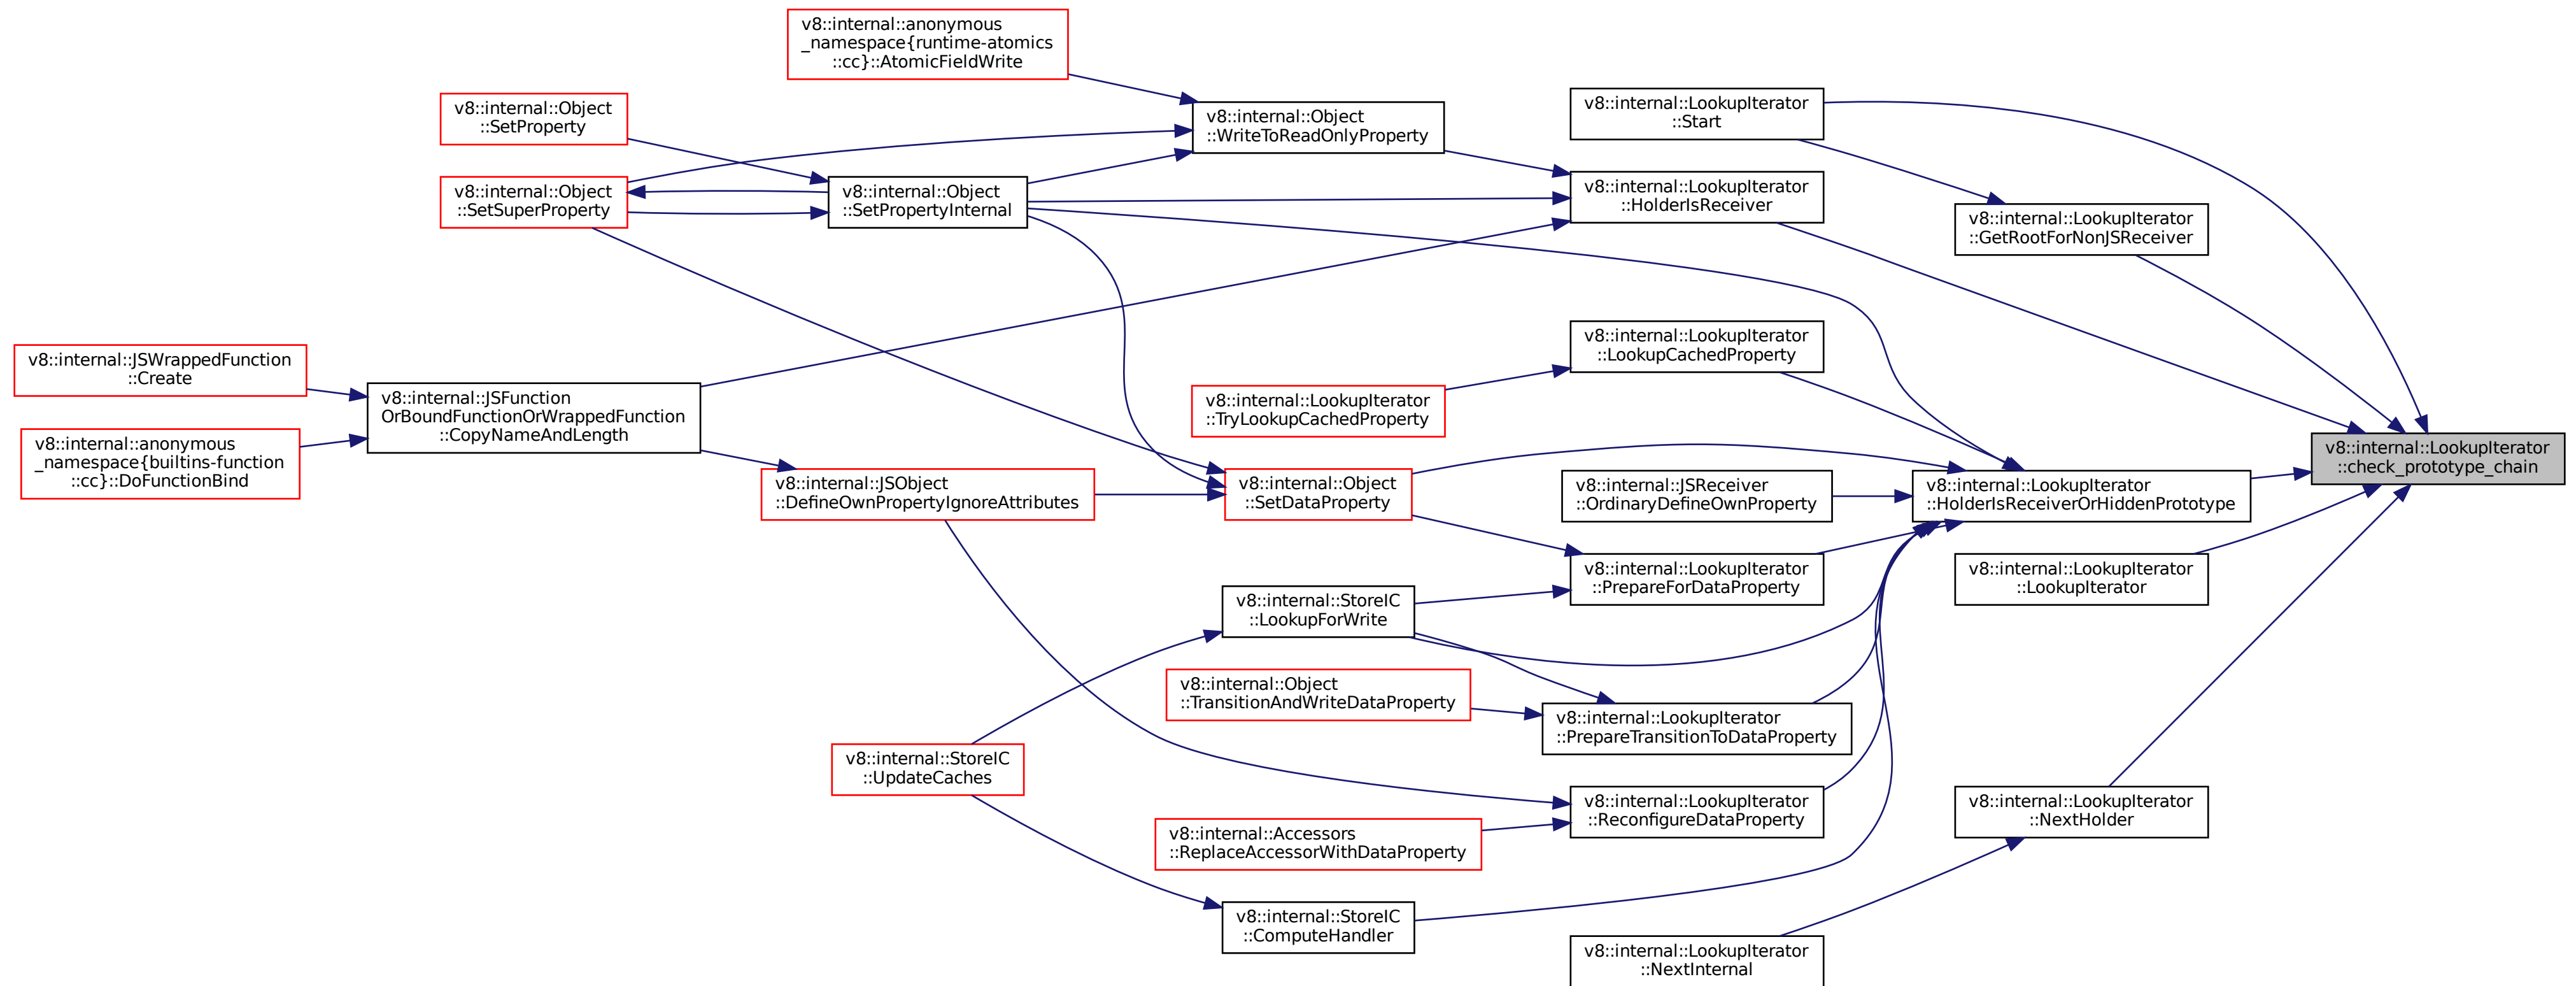 v8::internal::anonymous
_namespace{runtime-atomics
::cc}::AtomicFieldWrite
v8::internal::Object
::SetProperty
v8::internal::Object
::WriteToReadOnlyProperty
v8::internal::LookupIterator
::Start
v8::internal::Object
::SetSuperProperty
v8::internal::Object
::SetPropertyInternal
v8::internal::LookupIterator
::HolderIsReceiver
v8::internal::LookupIterator
::GetRootForNonJSReceiver
v8::internal::JSWrappedFunction
::Create
v8::internal::LookupIterator
::LookupCachedProperty
v8::internal::JSFunction
OrBoundFunctionOrWrappedFunction
::CopyNameAndLength
v8::internal::LookupIterator
::TryLookupCachedProperty
v8::internal::anonymous
_namespace{builtins-function
::cc}::DoFunctionBind
v8::internal::LookupIterator
::check_prototype_chain
v8::internal::JSObject
::DefineOwnPropertyIgnoreAttributes
v8::internal::Object
::SetDataProperty
v8::internal::JSReceiver
::OrdinaryDefineOwnProperty
v8::internal::LookupIterator
::HolderIsReceiverOrHiddenPrototype
v8::internal::LookupIterator
::PrepareForDataProperty
v8::internal::LookupIterator
::LookupIterator
v8::internal::StoreIC
::LookupForWrite
v8::internal::Object
::TransitionAndWriteDataProperty
v8::internal::LookupIterator
::PrepareTransitionToDataProperty
v8::internal::StoreIC
::UpdateCaches
v8::internal::LookupIterator
::ReconfigureDataProperty
v8::internal::LookupIterator
::NextHolder
v8::internal::Accessors
::ReplaceAccessorWithDataProperty
v8::internal::StoreIC
::ComputeHandler
v8::internal::LookupIterator
::NextInternal